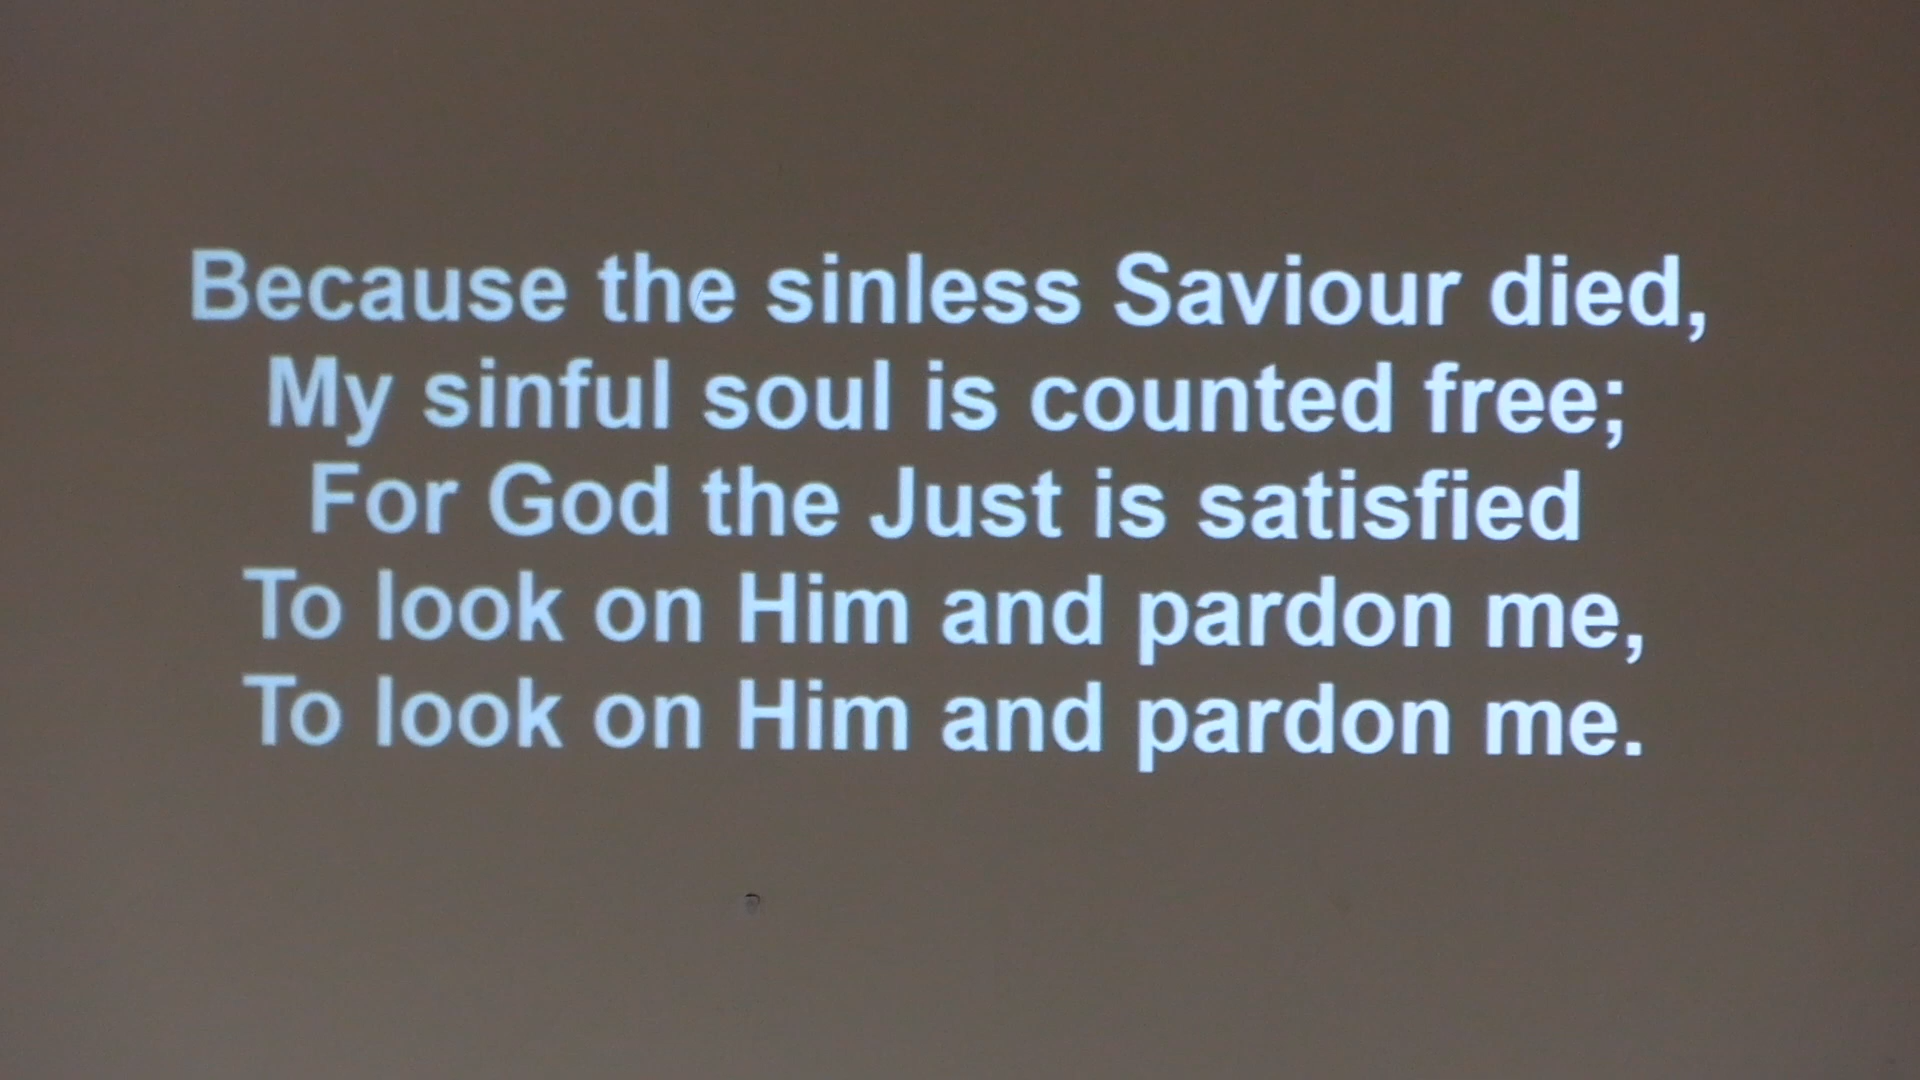 Because the sinless Saviour died,
My sinful soul is counted free;
For God the Just is satisfied
To look on Him and pardon me,
To look on Him and pardon me.